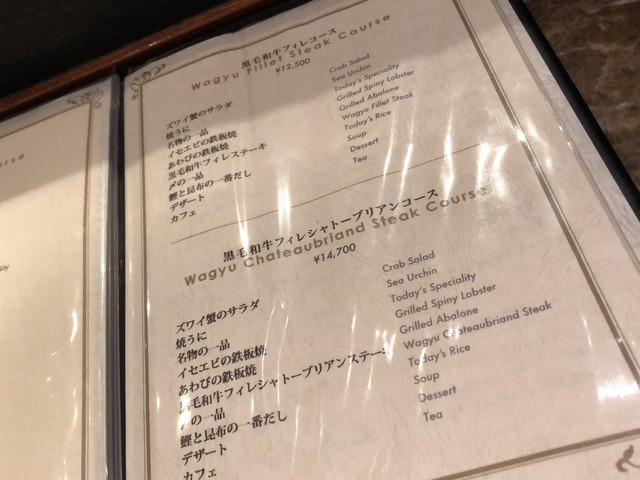 黒毛和牛フィレコース
Wagyu Fillet Steak Course
¥12,500
ズワイ蟹のサラダ Crab Salad
焼うに Sea Urchin
名物の一品 Today's Speciality
イセエビの鉄板焼 Grilled Spiny Lobster
あわびの鉄板焼 Grilled Abalone
黒毛和牛フィレステーキ Wagyu Fillet Steak
〆の一品 Today's Rice
鰹と昆布の一番だし Soup
デザート Dessert
カフェ Tea
黒毛和牛フィレシャトーブリアンコース
Wagyu Chateaubriand Steak Course
¥14,700
ズワイ蟹のサラダ Crab Salad
焼うに Sea Urchin
名物の一品 Today's Speciality
イセエビの鉄板焼 Grilled Spiny Lobster
あわびの鉄板焼 Grilled Abalone
黒毛和牛フィレシャトーブリアンステーキ Wagyu Chateaubriand Steak
〆の一品 Today's Rice
鰹と昆布の一番だし Soup
デザート Dessert
カフェ Tea